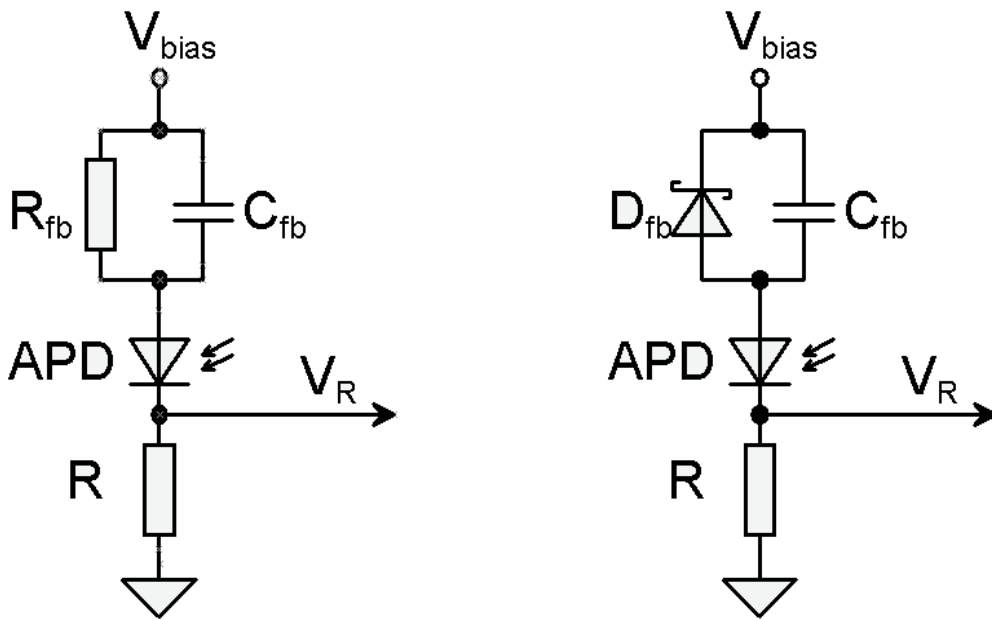 V_bias
R_fb
C_fb
APD
V_R
R
V_bias
D_fb
C_fb
APD
V_R
R